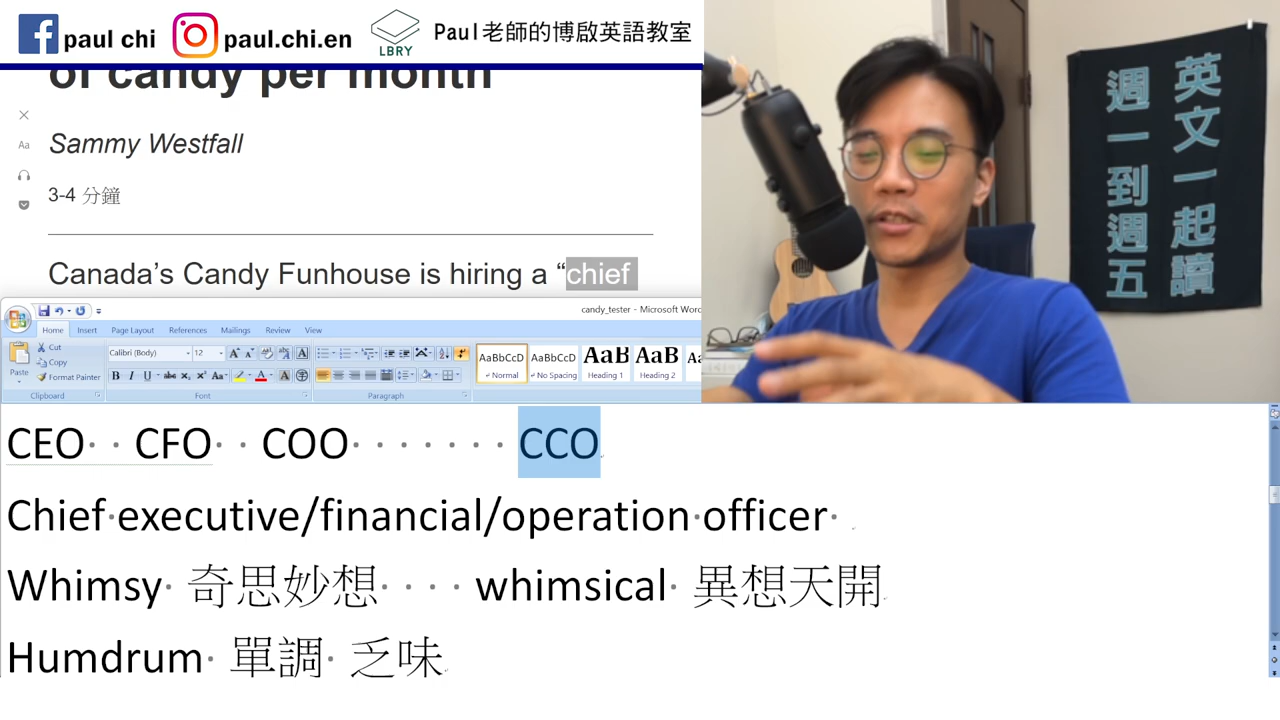 paul chi
paul.chi.en
LBRY
Paul老師的博啟英語教室
of candy per month
Aa
Sammy Westfall
3-4 分鐘
Canada’s Candy Funhouse is hiring a “chief
candy_tester - Microsoft Word
Home Insert Page Layout References Mailings Review View
Cut
Copy
Format Painter
Paste
Clipboard
Calibri (Body) 12
Font
Paragraph
AaBbCcD AaBbCcD AaB AaB Aa
Normal No Spacing Heading 1 Heading 2
英文一起讀
週一到週五
CEO CFO COO CCO
Chief executive/financial/operation officer
Whimsy 奇思妙想 whimsical 異想天開
Humdrum 單調 乏味